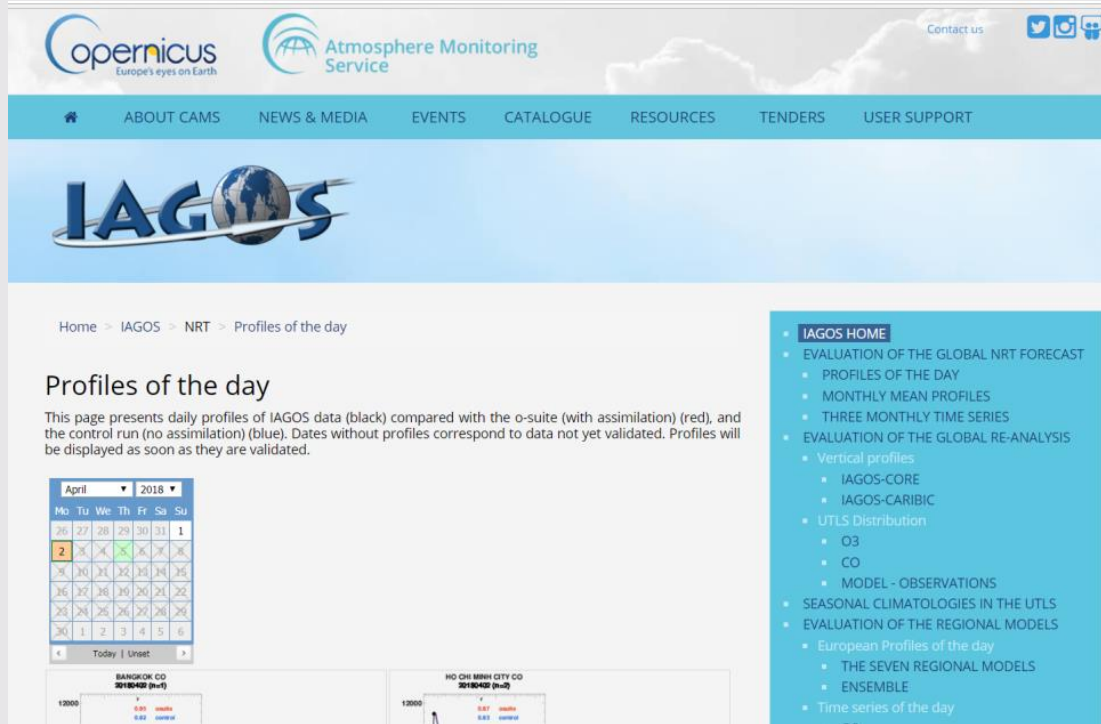 Copernicus
Europe's eyes on Earth
Atmosphere Monitoring
Service
Contact us
ABOUT CAMS NEWS & MEDIA EVENTS CATALOGUE RESOURCES TENDERS USER SUPPORT
IAGOS
Home > IAGOS > NRT > Profiles of the day
Profiles of the day
This page presents daily profiles of IAGOS data (black) compared with the o-suite (with assimilation) (red), and
the control run (no assimilation) (blue). Dates without profiles correspond to data not yet validated. Profiles will
be displayed as soon as they are validated.
April 2018
Mo Tu We Th Fr Sa Su
26 27 28 29 30 31 1
2 3 4 5 6 7 8
9 10 11 12 13 14 15
16 17 18 19 20 21 22
23 24 25 26 27 28 29
30 1 2 3 4 5 6
< Today | Unset >
BANGKOK CO
20180402 (n=1)
12000
r
control
HO CHI MINH CITY CO
20180402 (n=2)
12000
r
control
IAGOS HOME
EVALUATION OF THE GLOBAL NRT FORECAST
PROFILES OF THE DAY
MONTHLY MEAN PROFILES
THREE MONTHLY TIME SERIES
EVALUATION OF THE GLOBAL RE-ANALYSIS
Vertical profiles
IAGOS-CORE
IAGOS-CARIBIC
UTLS Distribution
O3
CO
MODEL - OBSERVATIONS
SEASONAL CLIMATOLOGIES IN THE UTLS
EVALUATION OF THE REGIONAL MODELS
European Profiles of the day
THE SEVEN REGIONAL MODELS
ENSEMBLE
Time series of the day